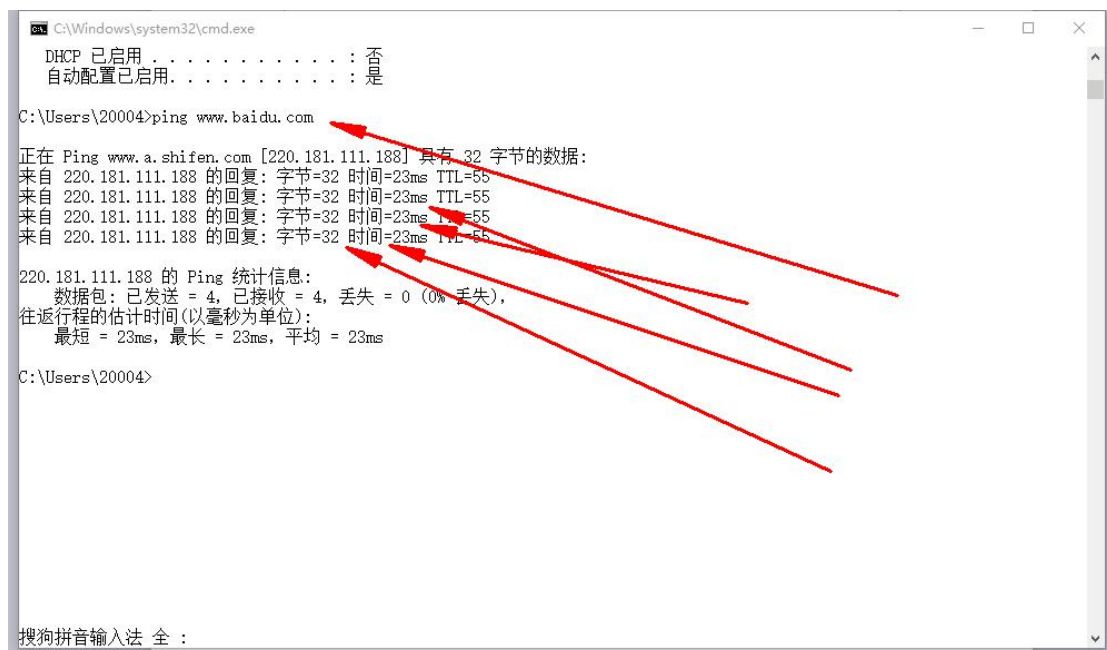 C:\Windows\system32\cmd.exe
DHCP 已启用 . . . . . . . . . . . : 否
自动配置已启用. . . . . . . . . . : 是
C:\Users\20004>ping www.baidu.com
正在 Ping www.a.shifen.com [220.181.111.188] 具有 32 字节的数据:
来自 220.181.111.188 的回复: 字节=32 时间=23ms TTL=55
来自 220.181.111.188 的回复: 字节=32 时间=23ms TTL=55
来自 220.181.111.188 的回复: 字节=32 时间=23ms TTL=55
来自 220.181.111.188 的回复: 字节=32 时间=23ms TTL=55
220.181.111.188 的 Ping 统计信息:
数据包: 已发送 = 4，已接收 = 4，丢失 = 0 (0% 丢失)，
往返行程的估计时间(以毫秒为单位):
最短 = 23ms，最长 = 23ms，平均 = 23ms
C:\Users\20004>
搜狗拼音输入法 全 :